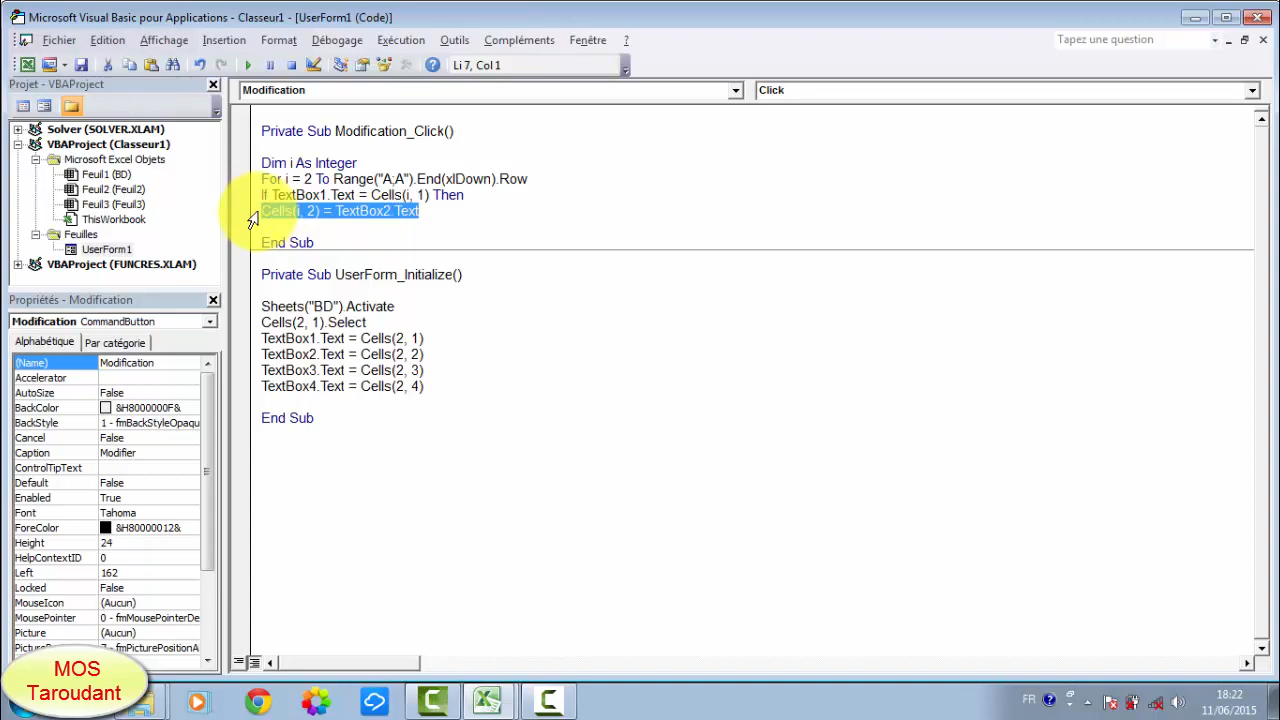 Microsoft Visual Basic pour Applications - Classeur1 - [UserForm1 (Code)]
Fichier Edition Affichage Insertion Format Débogage Exécution Outils Compléments Fenêtre ? Tapez une question
Li 7, Col 1
Projet - VBAProject
Solver (SOLVER.XLAM)
VBAProject (Classeur1)
Microsoft Excel Objets
Feuil1 (BD)
Feuil2 (Feuil2)
Feuil3 (Feuil3)
ThisWorkbook
Feuilles
UserForm1
VBAProject (FUNCRES.XLAM)
Propriétés - Modification
Modification CommandButton
Alphabétique Par catégorie
(Name) Modification
Accelerator
AutoSize False
BackColor &H8000000F&
BackStyle 1 - fmBackStyleOpaqu
Cancel False
Caption Modifier
ControlTipText
Default False
Enabled True
Font Tahoma
ForeColor &H80000012&
Height 24
HelpContextID 0
Left 162
Locked False
MouseIcon (Aucun)
MousePointer 0 - fmMousePointerDe
Picture (Aucun)
Modification Click
Private Sub Modification_Click()
Dim i As Integer
For i = 2 To Range("A:A").End(xlDown).Row
If TextBox1.Text = Cells(i, 1) Then
Cells(i, 2) = TextBox2.Text
End Sub
Private Sub UserForm_Initialize()
Sheets("BD").Activate
Cells(2, 1).Select
TextBox1.Text = Cells(2, 1)
TextBox2.Text = Cells(2, 2)
TextBox3.Text = Cells(2, 3)
TextBox4.Text = Cells(2, 4)
End Sub
MOS
Taroudant
FR
18:22
11/06/2015